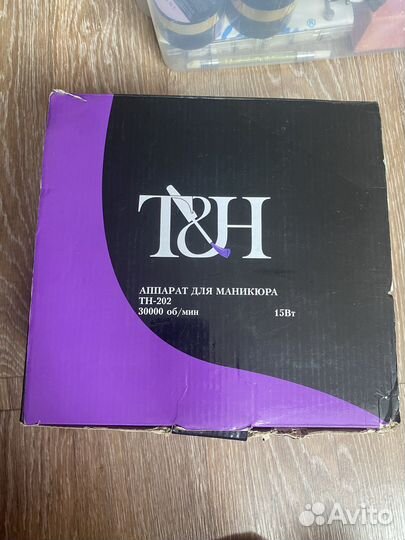 T&H
АППАРАТ ДЛЯ МАНИКЮРА
TH-202
30000 об/мин 15Вт
Avito